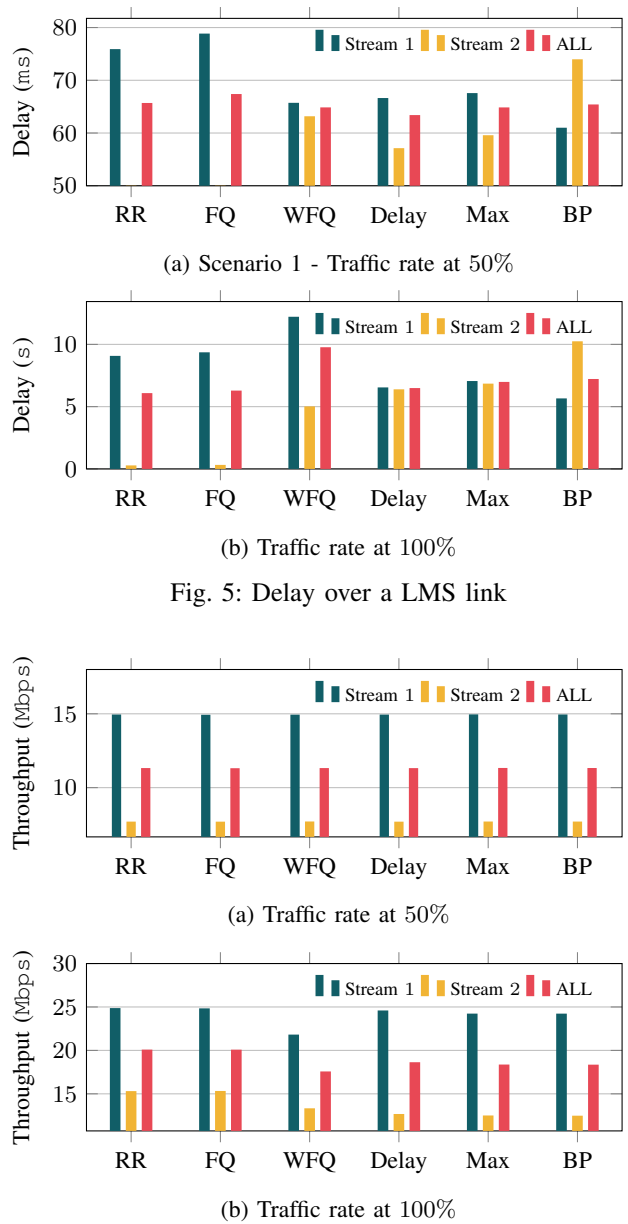 80
70
60
50
Delay (ms)
Stream 1 Stream 2 ALL
RR FQ WFQ Delay Max BP
(a) Scenario 1 - Traffic rate at 50%
10
5
0
Delay (s)
Stream 1 Stream 2 ALL
RR FQ WFQ Delay Max BP
(b) Traffic rate at 100%
Fig. 5: Delay over a LMS link
15
10
Throughput (Mbps)
Stream 1 Stream 2 ALL
RR FQ WFQ Delay Max BP
(a) Traffic rate at 50%
30
25
20
15
Throughput (Mbps)
Stream 1 Stream 2 ALL
RR FQ WFQ Delay Max BP
(b) Traffic rate at 100%